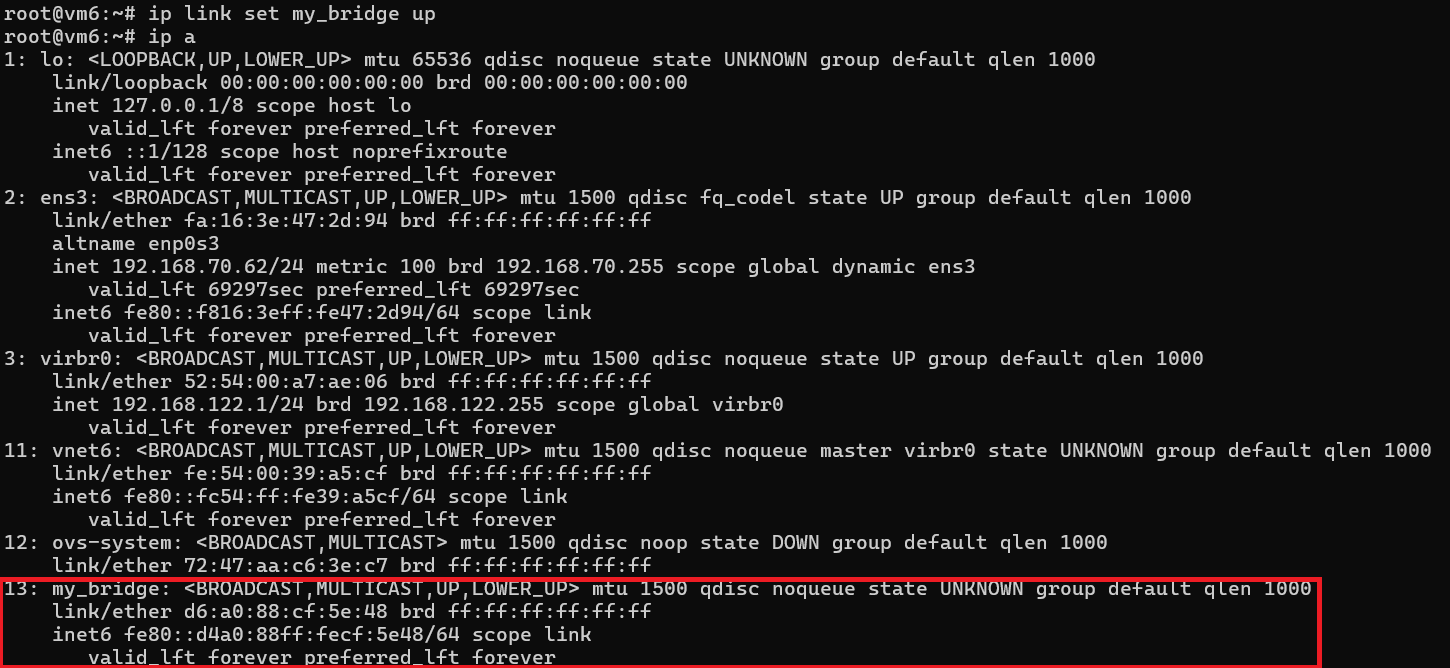 root@vm6:~# ip link set my_bridge up
root@vm6:~# ip a
1: lo: <LOOPBACK,UP,LOWER_UP> mtu 65536 qdisc noqueue state UNKNOWN group default qlen 1000
    link/loopback 00:00:00:00:00:00 brd 00:00:00:00:00:00
    inet 127.0.0.1/8 scope host lo
       valid_lft forever preferred_lft forever
    inet6 ::1/128 scope host noprefixroute
       valid_lft forever preferred_lft forever
2: ens3: <BROADCAST,MULTICAST,UP,LOWER_UP> mtu 1500 qdisc fq_codel state UP group default qlen 1000
    link/ether fa:16:3e:47:2d:94 brd ff:ff:ff:ff:ff:ff
    altname enp0s3
    inet 192.168.70.62/24 metric 100 brd 192.168.70.255 scope global dynamic ens3
       valid_lft 69297sec preferred_lft 69297sec
    inet6 fe80::f816:3eff:fe47:2d94/64 scope link
       valid_lft forever preferred_lft forever
3: virbr0: <BROADCAST,MULTICAST,UP,LOWER_UP> mtu 1500 qdisc noqueue state UP group default qlen 1000
    link/ether 52:54:00:a7:ae:06 brd ff:ff:ff:ff:ff:ff
    inet 192.168.122.1/24 brd 192.168.122.255 scope global virbr0
       valid_lft forever preferred_lft forever
11: vnet6: <BROADCAST,MULTICAST,UP,LOWER_UP> mtu 1500 qdisc noqueue master virbr0 state UNKNOWN group default qlen 1000
    link/ether fe:54:00:39:a5:cf brd ff:ff:ff:ff:ff:ff
    inet6 fe80::fc54:ff:fe39:a5cf/64 scope link
       valid_lft forever preferred_lft forever
12: ovs-system: <BROADCAST,MULTICAST> mtu 1500 qdisc noop state DOWN group default qlen 1000
    link/ether 72:47:aa:c6:3e:c7 brd ff:ff:ff:ff:ff:ff
13: my_bridge: <BROADCAST,MULTICAST,UP,LOWER_UP> mtu 1500 qdisc noqueue state UNKNOWN group default qlen 1000
    link/ether d6:a0:88:cf:5e:48 brd ff:ff:ff:ff:ff:ff
    inet6 fe80::d4a0:88ff:fecf:5e48/64 scope link
       valid_lft forever preferred_lft forever